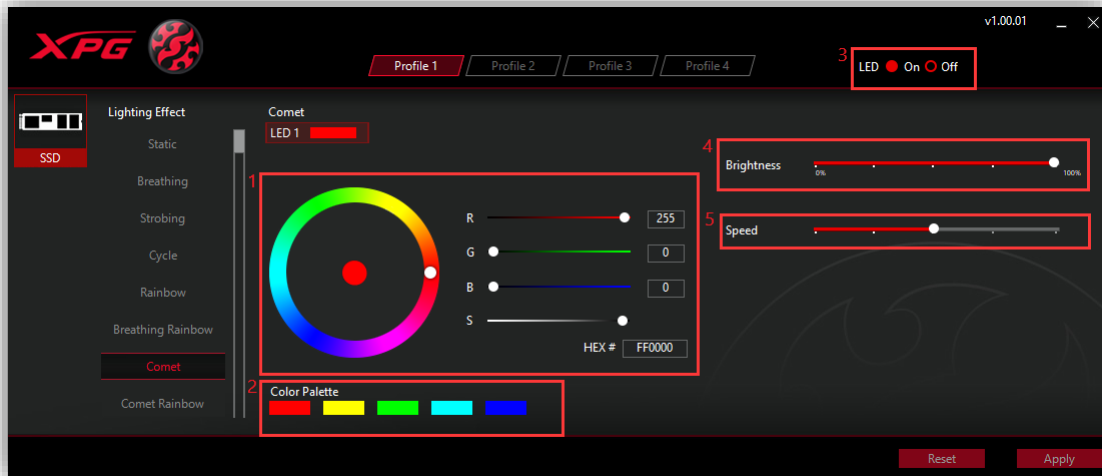 v1.00.01
XPG
Profile 1 Profile 2 Profile 3 Profile 4
3
LED On Off
Lighting Effect
Comet
LED 1
SSD
Static
Breathing
Strobing
Cycle
Rainbow
Breathing Rainbow
Comet
Comet Rainbow
1
R 255
G 0
B 0
S
HEX # FF0000
2
Color Palette
4
Brightness
0% 100%
5
Speed
Reset Apply